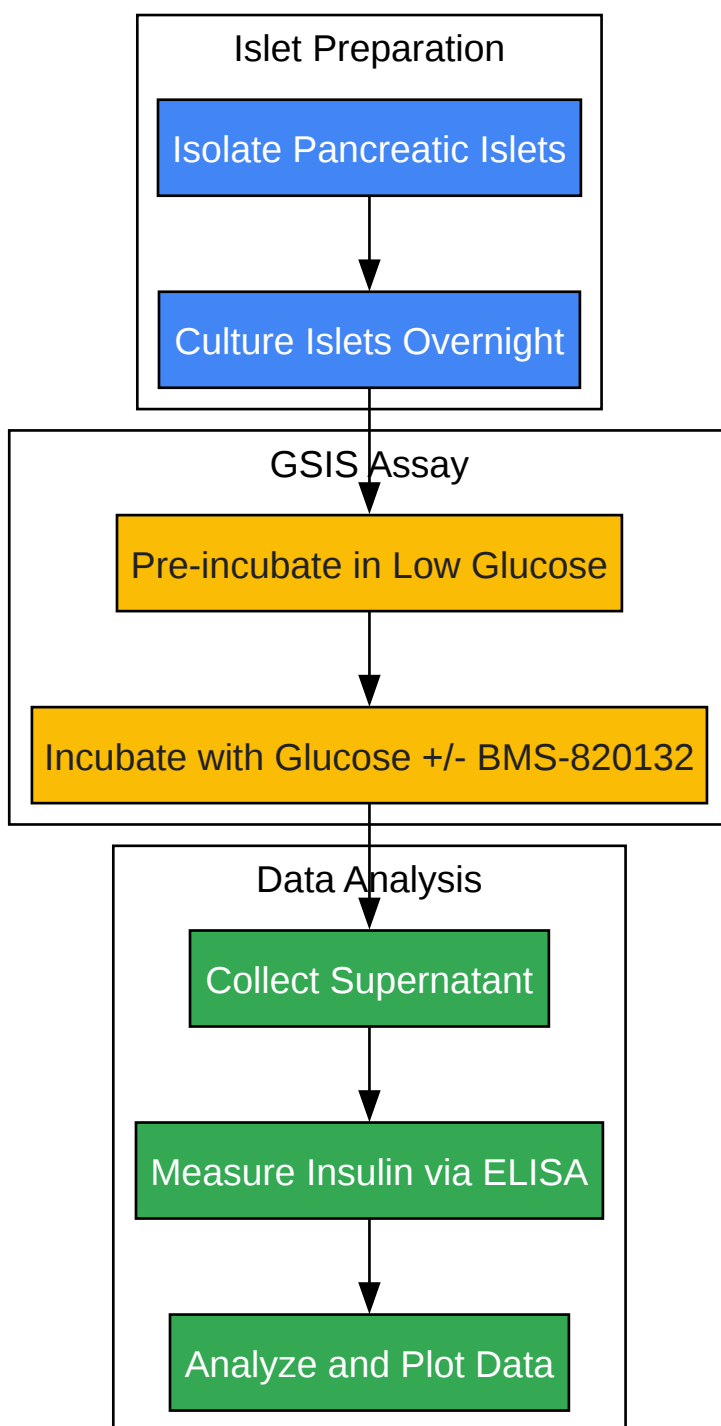 Islet Preparation
Isolate Pancreatic Islets
Culture Islets Overnight
GSIS Assay
Pre-incubate in Low Glucose
Incubate with Glucose +/- BMS-820132
Data Analysis
Collect Supernatant
Measure Insulin via ELISA
Analyze and Plot Data